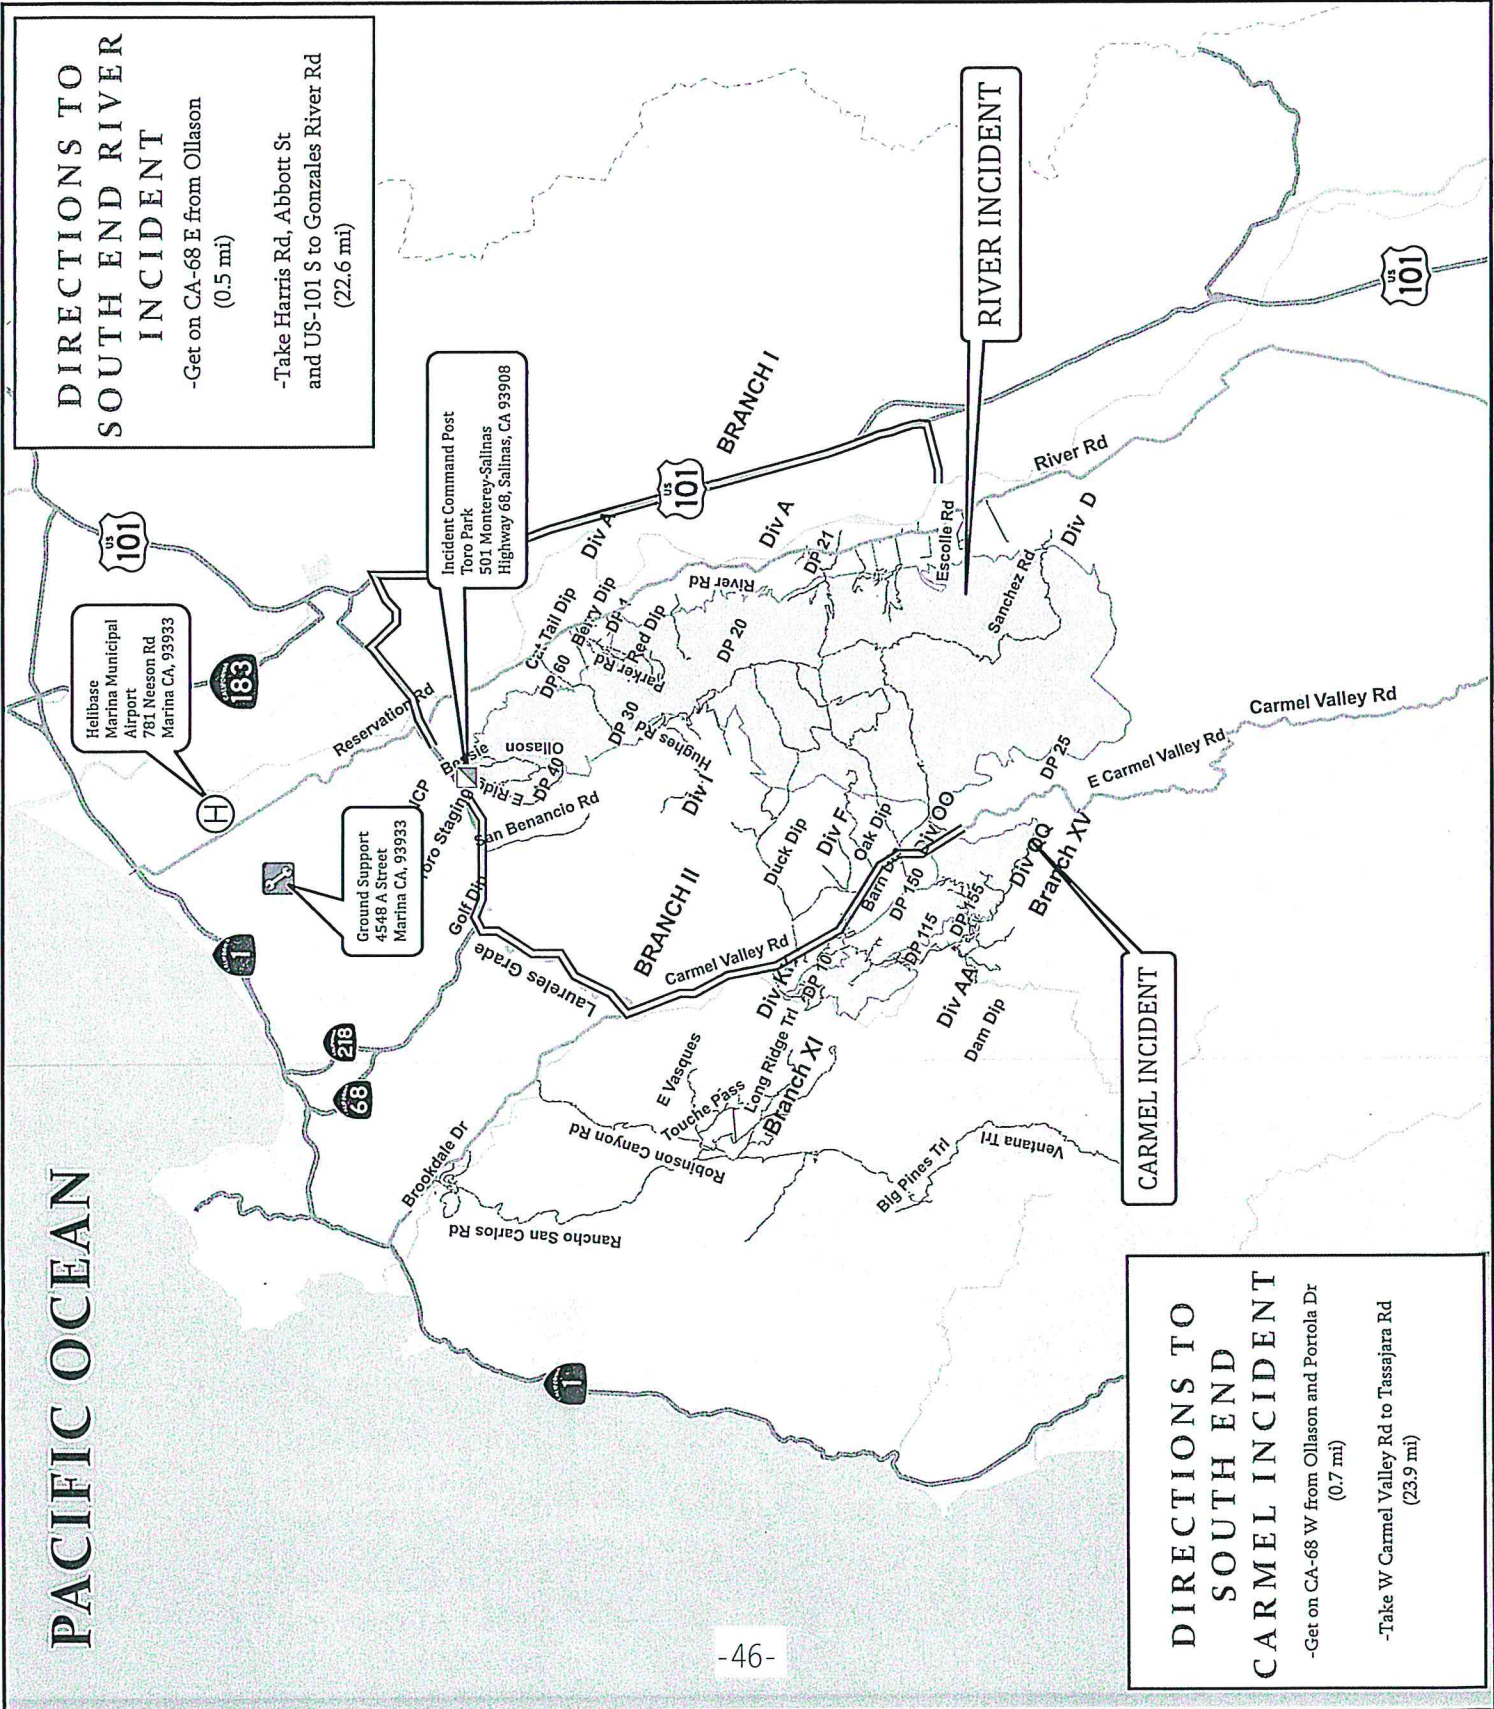 PACIFIC OCEAN
DIRECTIONS TO
SOUTH END RIVER
INCIDENT
-Get on CA-68 E from Ollason
(0.5 mi)
-Take Harris Rd, Abbott St
and US-101 S to Gonzales River Rd
(22.6 mi)
Helibase
Marina Municipal
Airport
781 Neeson Rd
Marina CA, 93933
Ground Support
4548 A Street
Marina CA, 93933
Incident Command Post
Toro Park
501 Monterey-Salinas
Highway 68, Salinas, CA 93908
RIVER INCIDENT
CARMEL INCIDENT
DIRECTIONS TO
SOUTH END
CARMEL INCIDENT
-Get on CA-68 W from Ollason and Portola Dr
(0.7 mi)
-Take W Carmel Valley Rd to Tassajara Rd
(23.9 mi)
US
101
US
101
US
101
183
1
218
68
1
H
Reservation Rd
ICP
Toro Staging
Ollason
DP 40
San Benancio Rd
Golf Dip
Laureles Grade
Cat Tail Dip
Berry Dip
DP 1
Red Dip
DP 60
Parker Rd
DP 30
Hughes Rd
Div A
Div A
BRANCH I
River Rd
DP 21
DP 20
Escolle Rd
River Rd
Sanchez Rd
Div D
Div I
BRANCH II
Duck Dip
Div F
Oak Dip
Div OO
DP 25
E Carmel Valley Rd
Carmel Valley Rd
Carmel Valley Rd
DP 150
DP 115
DP 155
Div QQ
Branch XV
DP 10
Div AA
Dam Dip
E Vasques
Touche Pass
Long Ridge Trl
Branch XI
Robinson Canyon Rd
Brookdale Dr
Rancho San Carlos Rd
Big Pines Trl
Ventana Trl
-46-